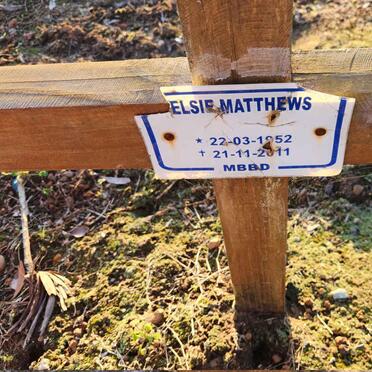 ELSIE MATTHEWS
* 22-03-1952
+ 21-11-2011
MBBD